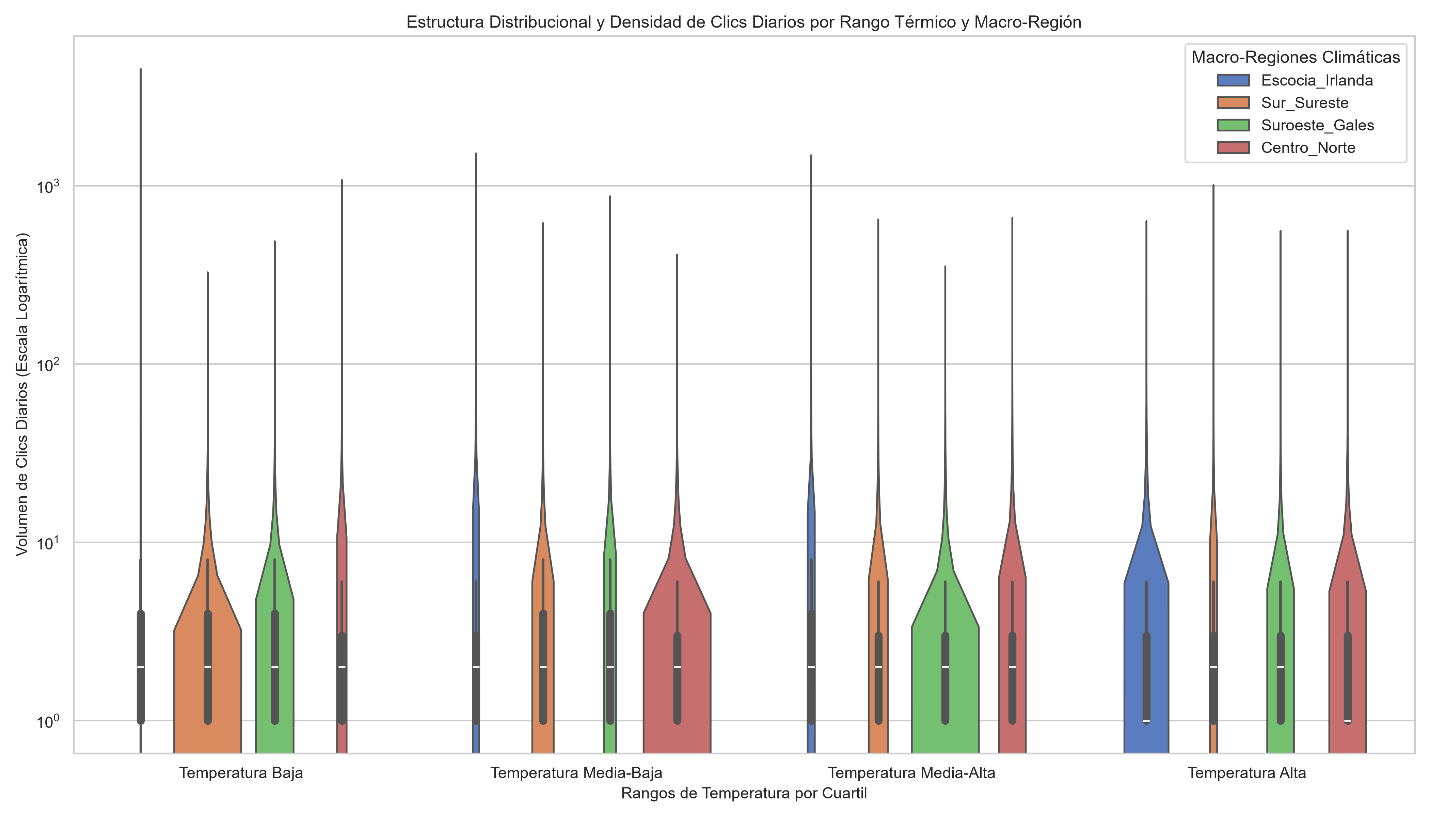 Estructura Distribucional y Densidad de Clics Diarios por Rango Térmico y Macro-Región
Macro-Regiones Climáticas
Escocia_Irlanda
Sur_Sureste
Suroeste_Gales
Centro_Norte
Volumen de Clics Diarios (Escala Logarítmica)
10³
10²
10¹
10⁰
Temperatura Baja
Temperatura Media-Baja
Temperatura Media-Alta
Temperatura Alta
Rangos de Temperatura por Cuartil